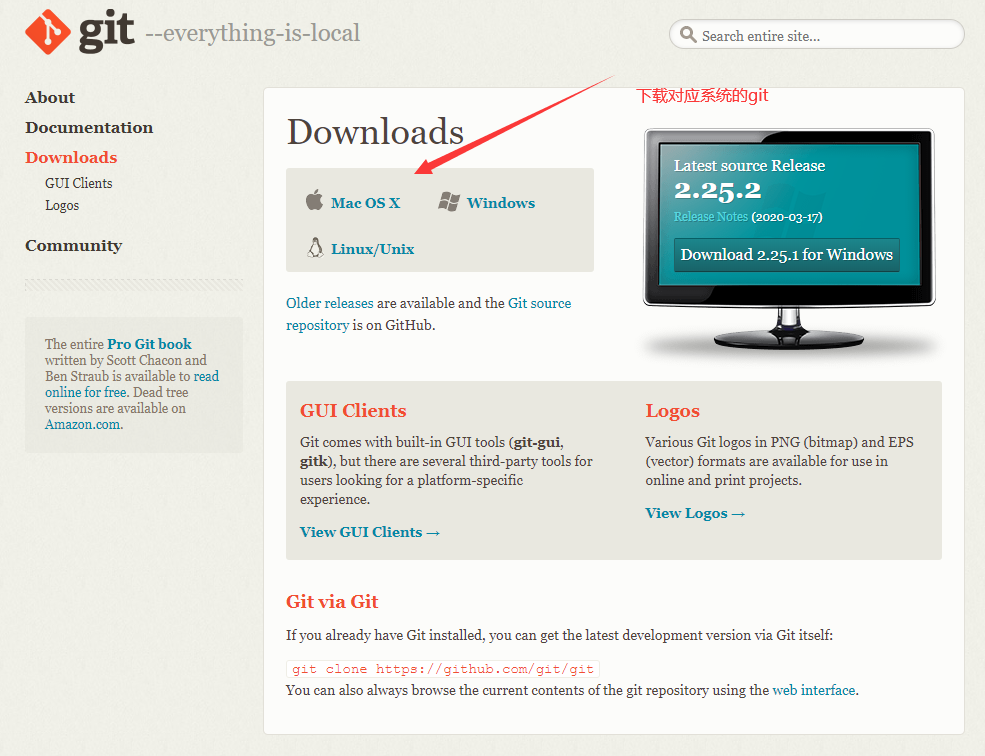 git --everything-is-local
Search entire site...
About
Documentation
Downloads
GUI Clients
Logos
Community
The entire Pro Git book
written by Scott Chacon and
Ben Straub is available to read
online for free. Dead tree
versions are available on
Amazon.com.
下载对应系统的git
Downloads
Mac OS X
Windows
Linux/Unix
Older releases are available and the Git source
repository is on GitHub.
Latest source Release
2.25.2
Release Notes (2020-03-17)
Download 2.25.1 for Windows
GUI Clients
Git comes with built-in GUI tools (git-gui,
gitk), but there are several third-party tools for
users looking for a platform-specific
experience.
View GUI Clients →
Logos
Various Git logos in PNG (bitmap) and EPS
(vector) formats are available for use in
online and print projects.
View Logos →
Git via Git
If you already have Git installed, you can get the latest development version via Git itself:
git clone https://github.com/git/git
You can also always browse the current contents of the git repository using the web interface.